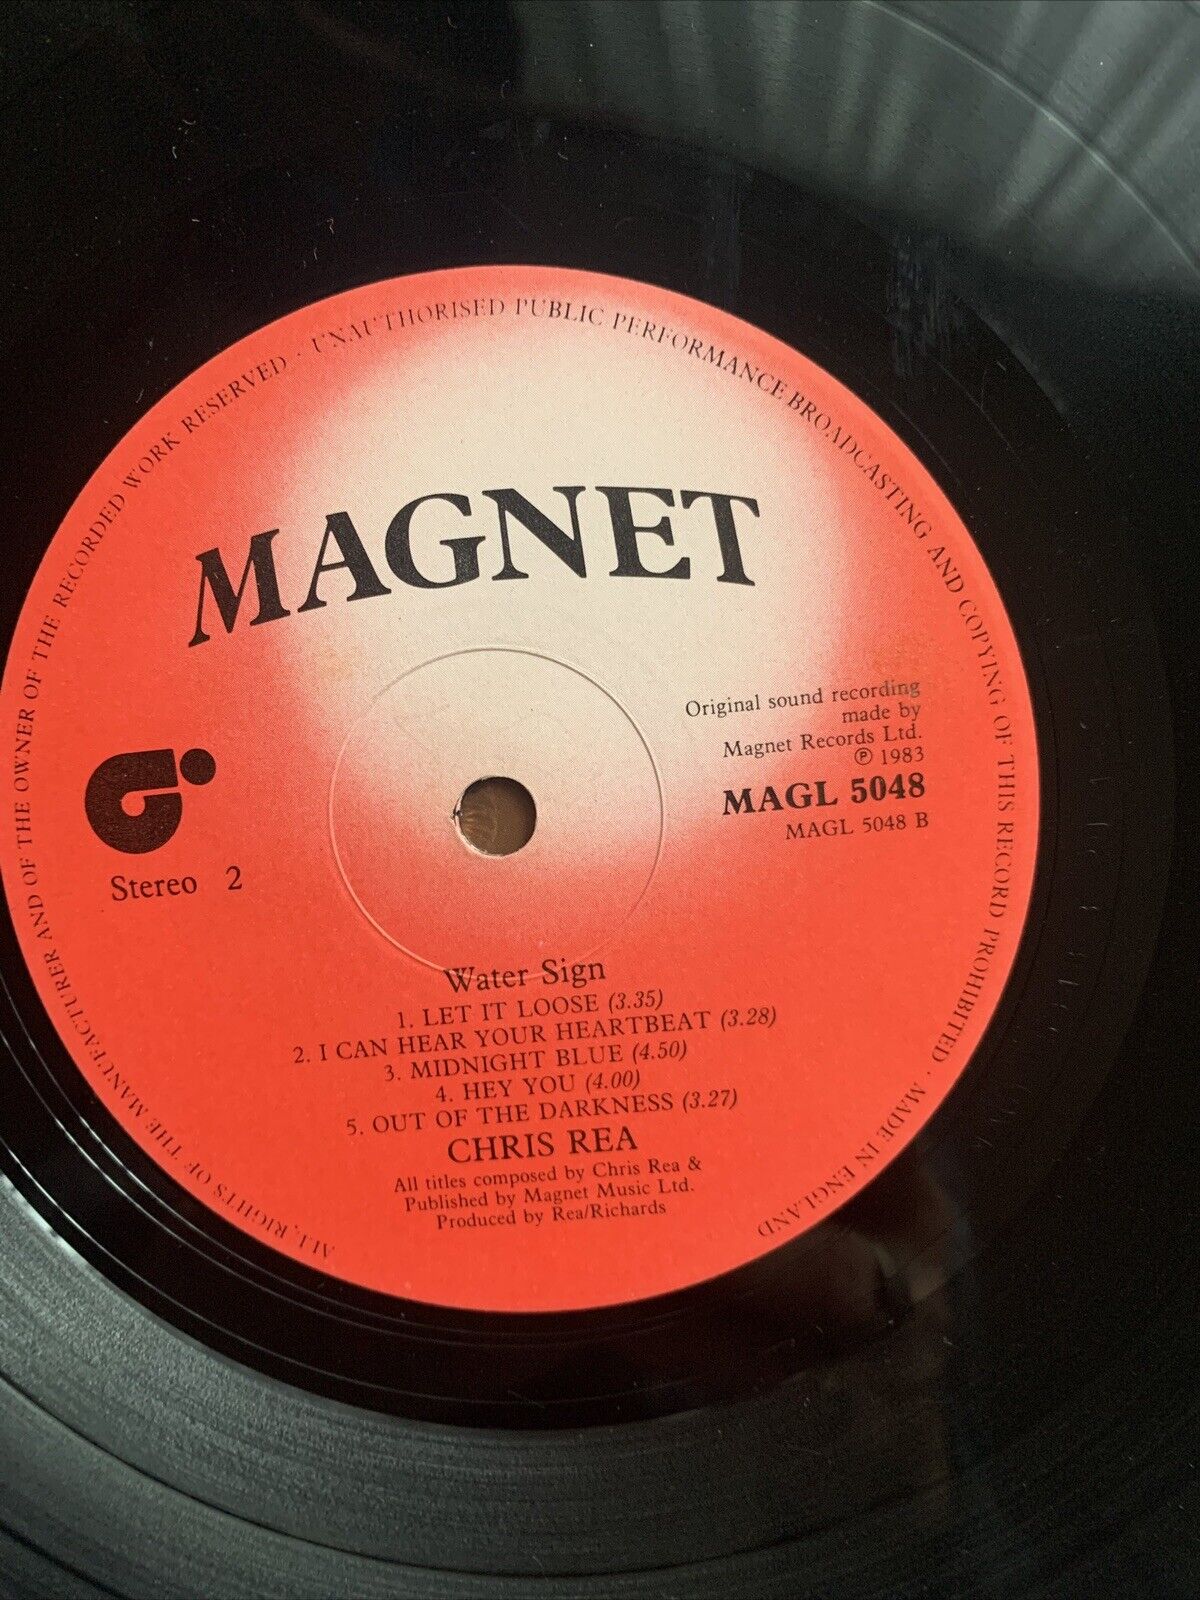 ALL RIGHTS OF THE MANUFACTURER AND OF THE OWNER OF THE RECORDED WORK RESERVED · UNAUTHORISED PUBLIC PERFORMANCE BROADCASTING AND COPYING OF THIS RECORD PROHIBITED · MADE IN ENGLAND
MAGNET
Original sound recording
made by
Magnet Records Ltd.
℗ 1983
MAGL 5048
MAGL 5048 B
Stereo 2
Water Sign
1. LET IT LOOSE (3.35)
2. I CAN HEAR YOUR HEARTBEAT (3.28)
3. MIDNIGHT BLUE (4.50)
4. HEY YOU (4.00)
5. OUT OF THE DARKNESS (3.27)
CHRIS REA
All titles composed by Chris Rea &
Published by Magnet Music Ltd.
Produced by Rea/Richards